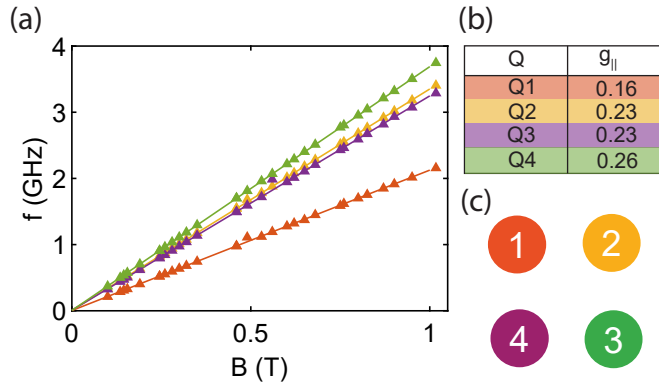 (a)
4
3
2
1
0
0
0.5
1
f (GHz)
B (T)
(b)
Q g||
Q1 0.16
Q2 0.23
Q3 0.23
Q4 0.26
(c)
1 2
4 3